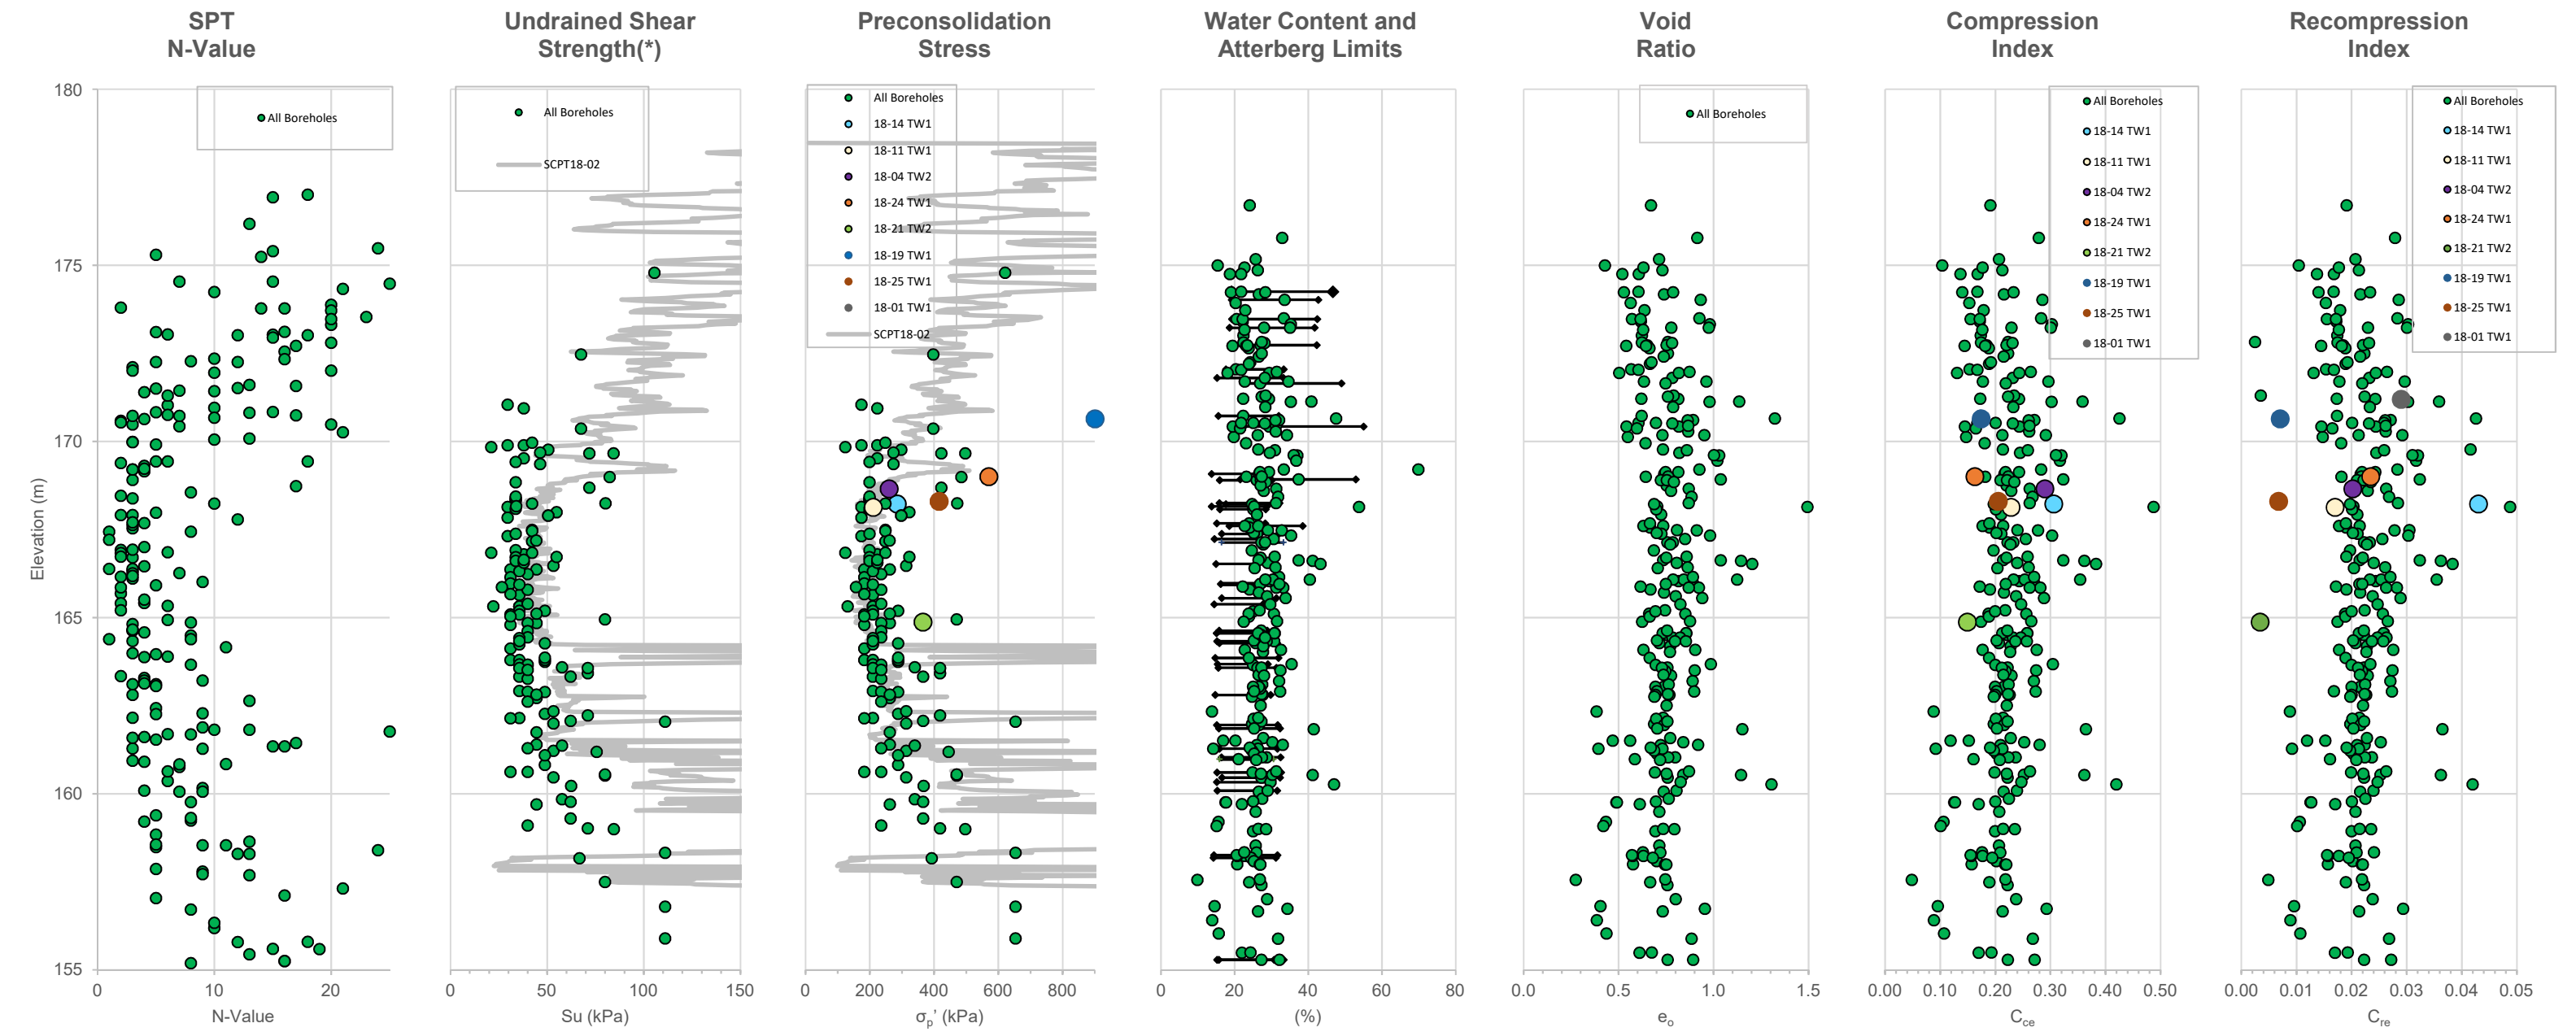 SPT
N-Value
Undrained Shear
Strength(*)
Preconsolidation
Stress
Water Content and
Atterberg Limits
Void
Ratio
Compression
Index
Recompression
Index
Elevation (m)
180
175
170
165
160
155
All Boreholes
0
10
20
N-Value
All Boreholes
SCPT18-02
0
50
100
150
Su (kPa)
All Boreholes
18-14 TW1
18-11 TW1
18-04 TW2
18-24 TW1
18-21 TW2
18-19 TW1
18-25 TW1
18-01 TW1
SCPT18-02
0
200
400
600
800
σp' (kPa)
0
20
40
60
80
(%)
All Boreholes
0.0
0.5
1.0
1.5
eo
All Boreholes
18-14 TW1
18-11 TW1
18-04 TW2
18-24 TW1
18-21 TW2
18-19 TW1
18-25 TW1
18-01 TW1
0.00
0.10
0.20
0.30
0.40
0.50
Cce
All Boreholes
18-14 TW1
18-11 TW1
18-04 TW2
18-24 TW1
18-21 TW2
18-19 TW1
18-25 TW1
18-01 TW1
0.00
0.01
0.02
0.03
0.04
0.05
Cre